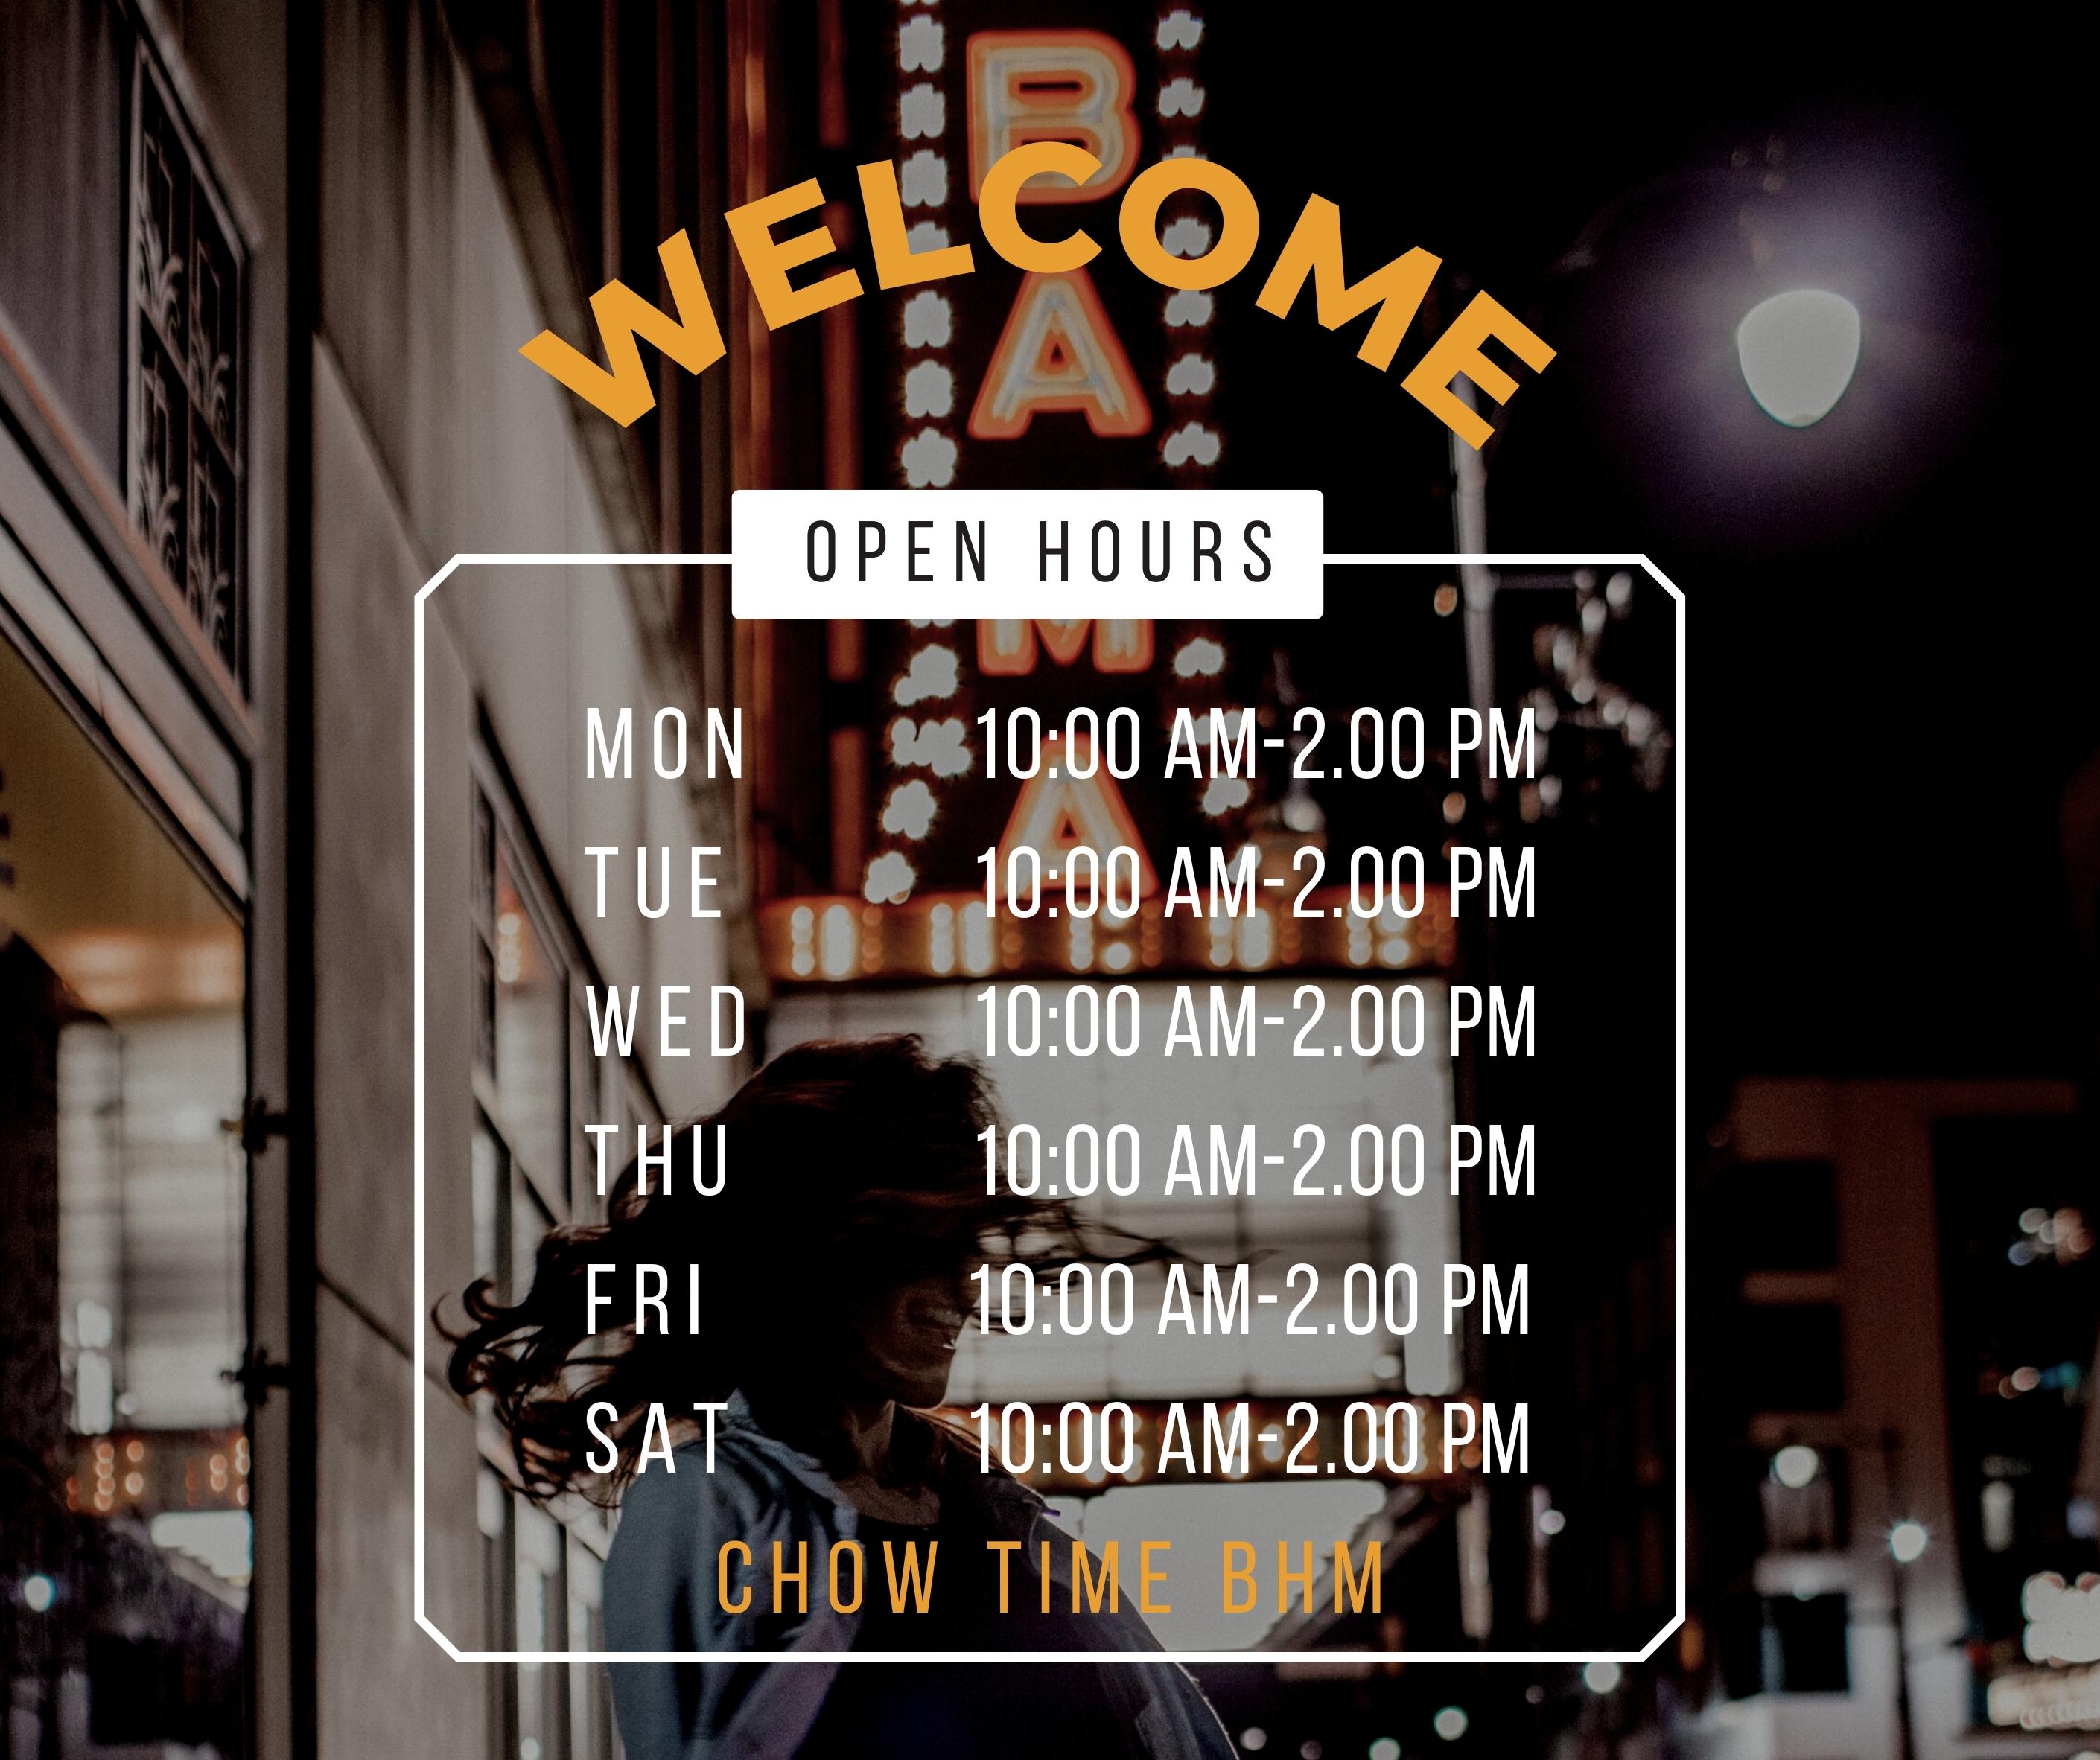 WELCOME
OPEN HOURS
MON 10:00 AM-2.00 PM
TUE 10:00 AM-2.00 PM
WED 10:00 AM-2.00 PM
THU 10:00 AM-2.00 PM
FRI 10:00 AM-2.00 PM
SAT 10:00 AM-2.00 PM
CHOW TIME BHM
BAMA